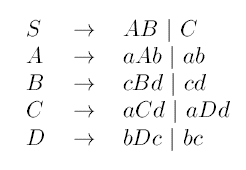 S → AB | C
A → aAb | ab
B → cBd | cd
C → aCd | aDd
D → bDc | bc